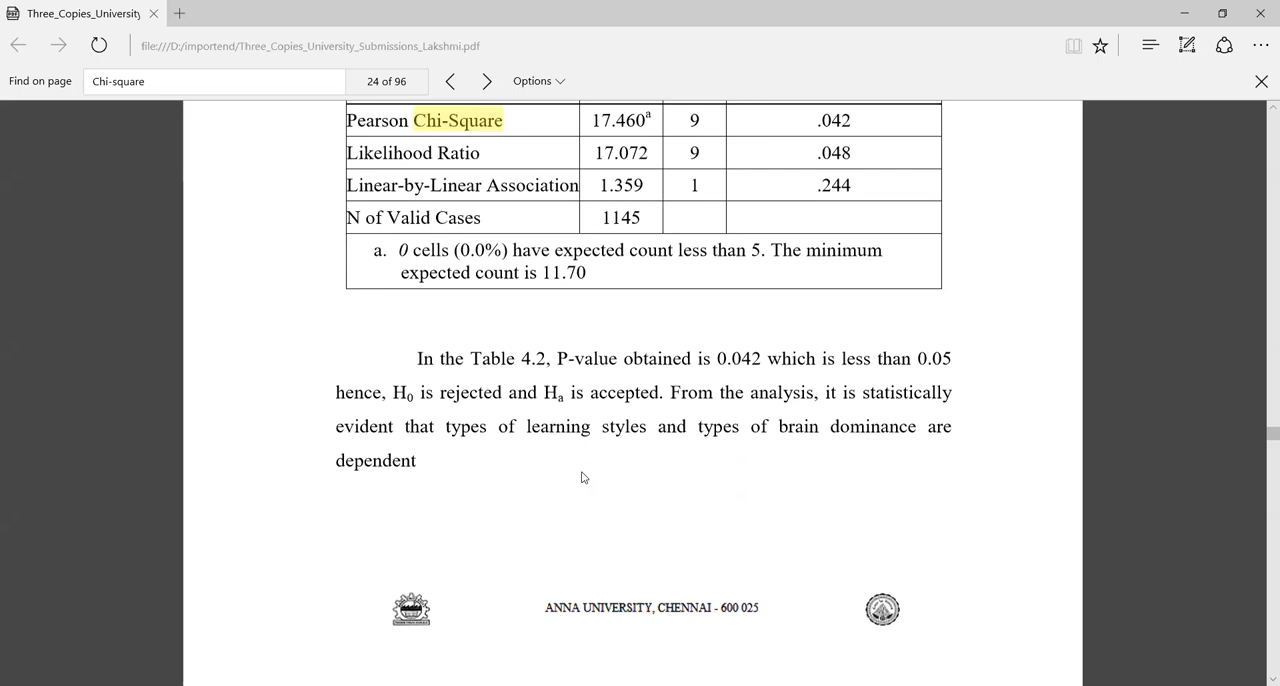 Three_Copies_University
file:///D:/importend/Three_Copies_University_Submissions_Lakshmi.pdf
Find on page Chi-square 24 of 96 Options
Pearson Chi-Square 17.460a 9 .042
Likelihood Ratio 17.072 9 .048
Linear-by-Linear Association 1.359 1 .244
N of Valid Cases 1145
a. 0 cells (0.0%) have expected count less than 5. The minimum
expected count is 11.70
In the Table 4.2, P-value obtained is 0.042 which is less than 0.05
hence, H0 is rejected and Ha is accepted. From the analysis, it is statistically
evident that types of learning styles and types of brain dominance are
dependent
ANNA UNIVERSITY, CHENNAI - 600 025